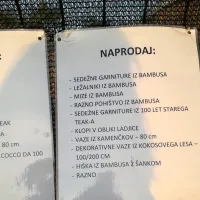 :
EAK
A
80 cm
COCCO DA 100
NAPRODAJ:
- SEDEŽNE GARNITURE IZ BAMBUSA
- LEŽALNIKI IZ BAMBUSA
- MIZE IZ BAMBUSA
- RAZNO POHIŠTVO IZ BAMBUSA
- SEDEŽNE GARNITURE IZ 100 LET STAREGA
TEAK-A
- KLOPI V OBLIKI LADJICE
- VAZE IZ KAMENČKOV – 80 cm
- DEKORATIVNE VAZE IZ KOKOSOVEGA LESA –
100/200 CM
- HIŠKA IZ BAMBUSA Z ŠANKOM
- RAZNO